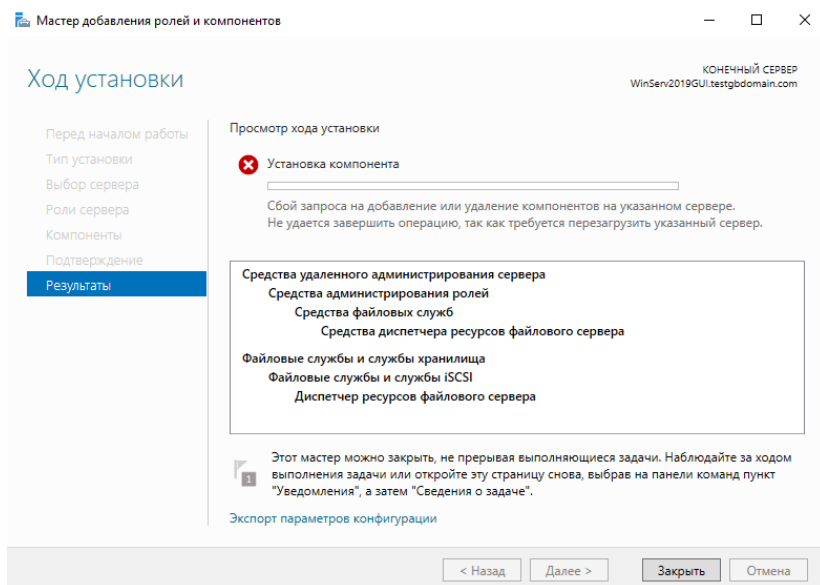 Мастер добавления ролей и компонентов
Ход установки
КОНЕЧНЫЙ СЕРВЕР
WinServ2019GUI.testgbdomain.com
Перед началом работы
Тип установки
Выбор сервера
Роли сервера
Компоненты
Подтверждение
Результаты
Просмотр хода установки
Установка компонента
Сбой запроса на добавление или удаление компонентов на указанном сервере.
Не удается завершить операцию, так как требуется перезагрузить указанный сервер.
Средства удаленного администрирования сервера
Средства администрирования ролей
Средства файловых служб
Средства диспетчера ресурсов файлового сервера
Файловые службы и службы хранилища
Файловые службы и службы iSCSI
Диспетчер ресурсов файлового сервера
1
Этот мастер можно закрыть, не прерывая выполняющиеся задачи. Наблюдайте за ходом
выполнения задачи или откройте эту страницу снова, выбрав на панели команд пункт
"Уведомления", а затем "Сведения о задаче".
Экспорт параметров конфигурации
< Назад
Далее >
Закрыть
Отмена